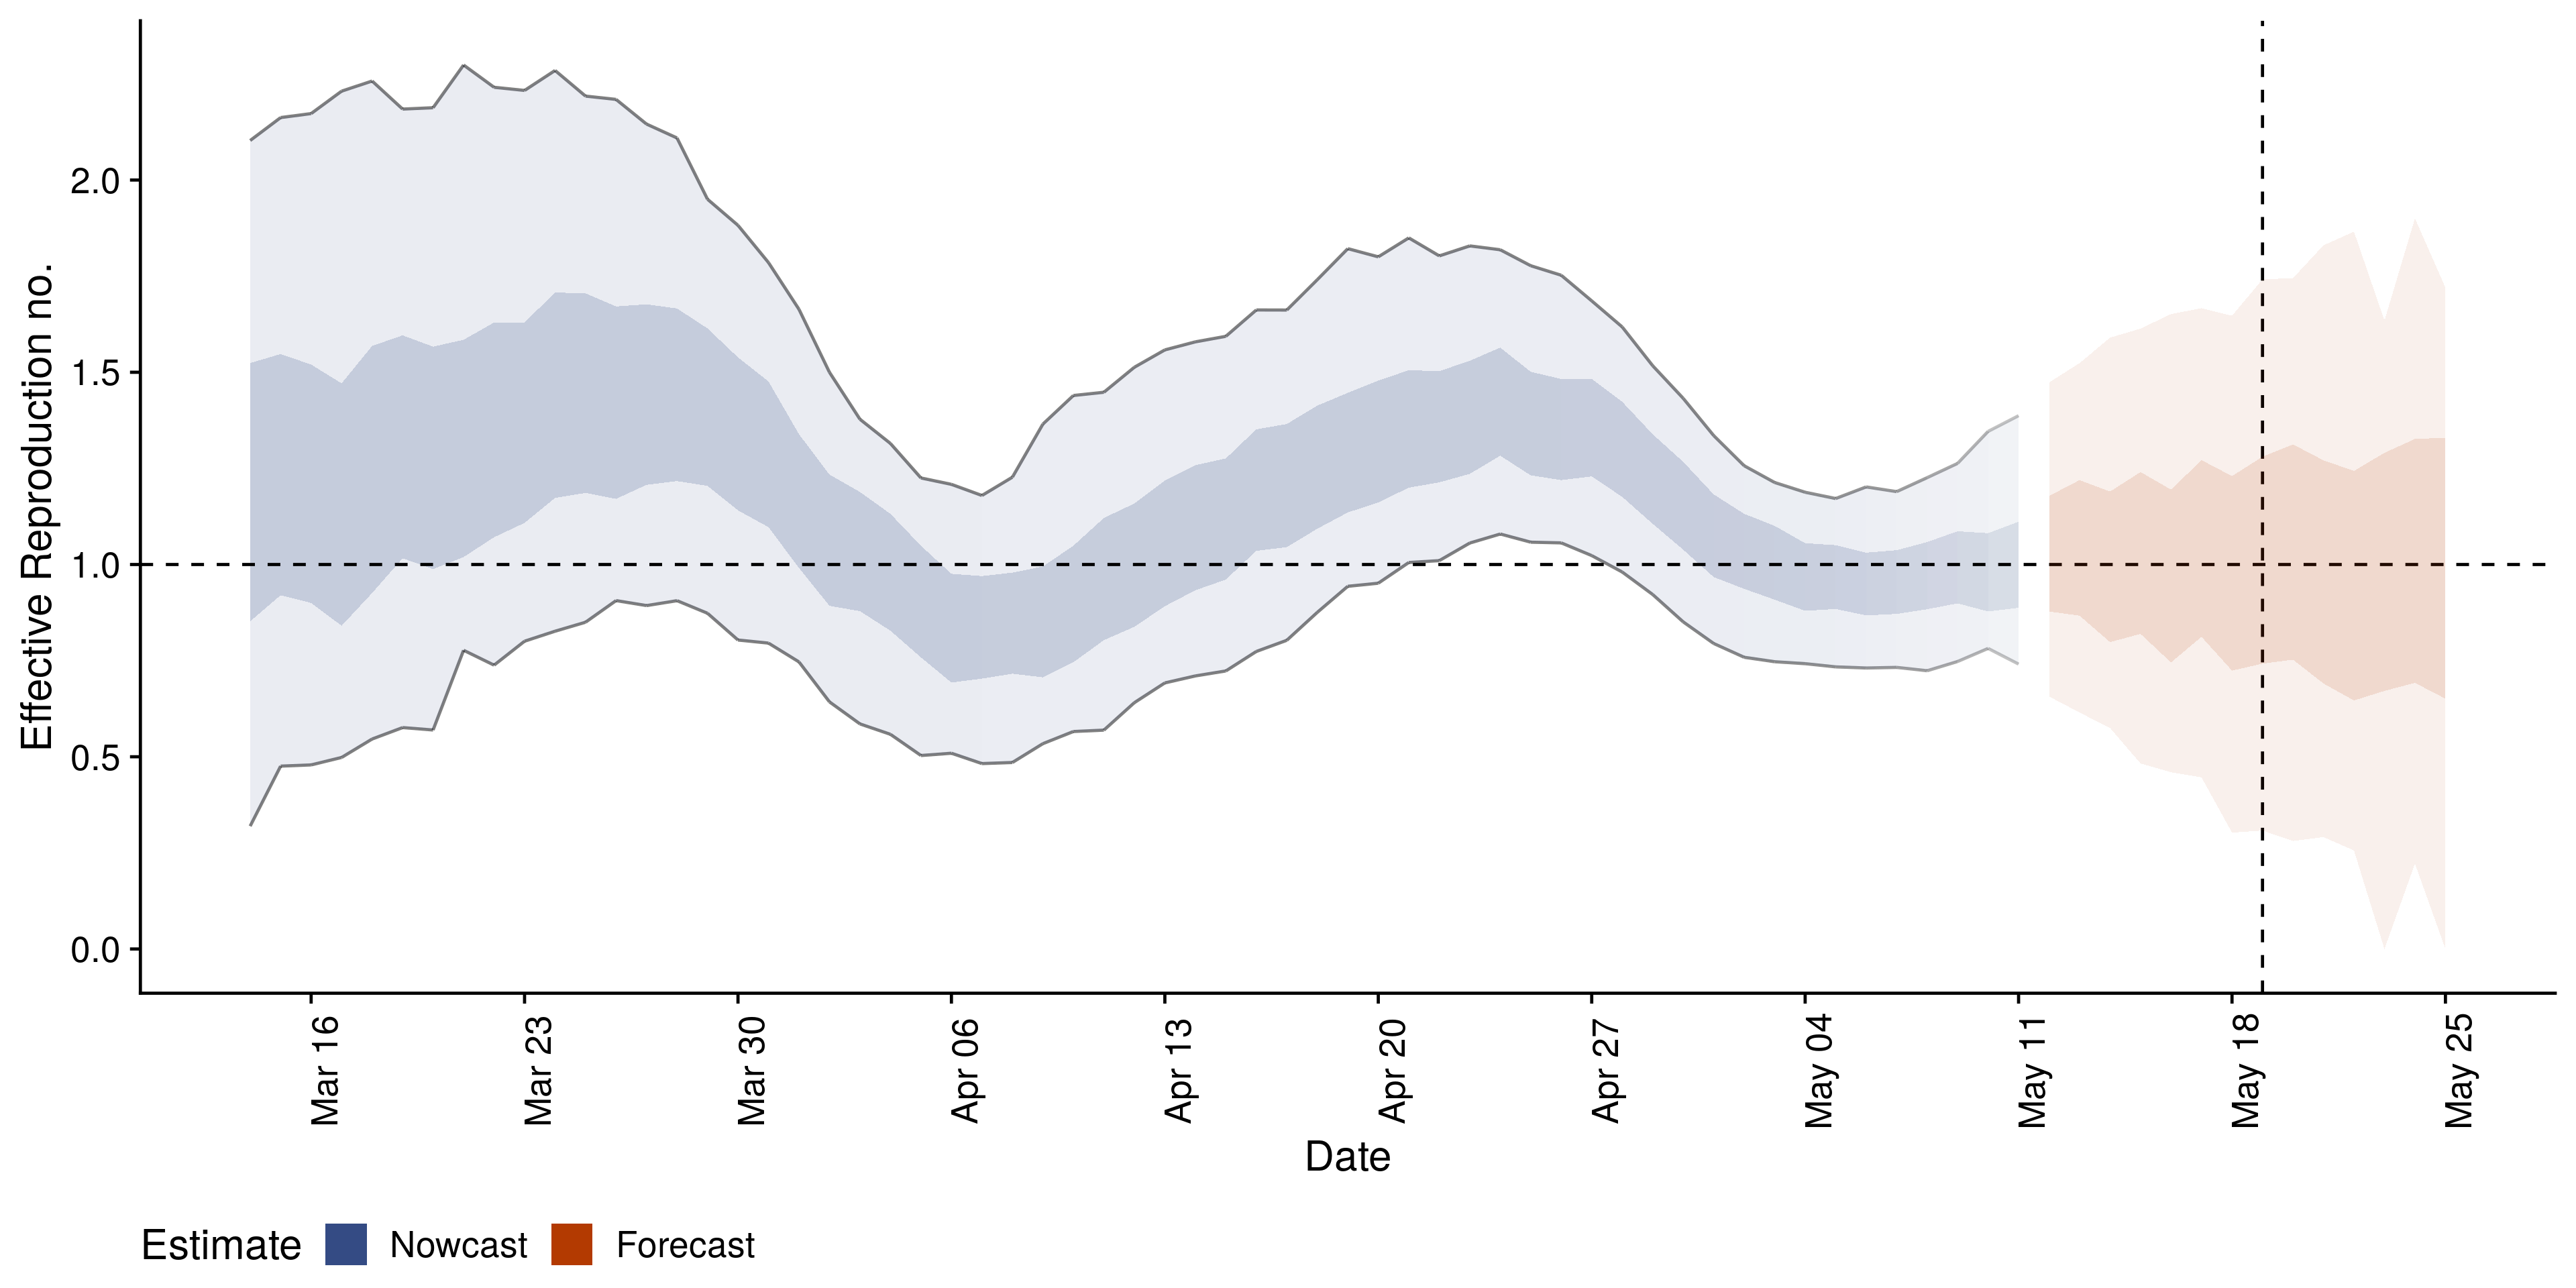 Effective Reproduction no.
2.0
1.5
1.0
0.5
0.0
Mar 16
Mar 23
Mar 30
Apr 06
Apr 13
Apr 20
Apr 27
May 04
May 11
May 18
May 25
Date
Estimate Nowcast Forecast